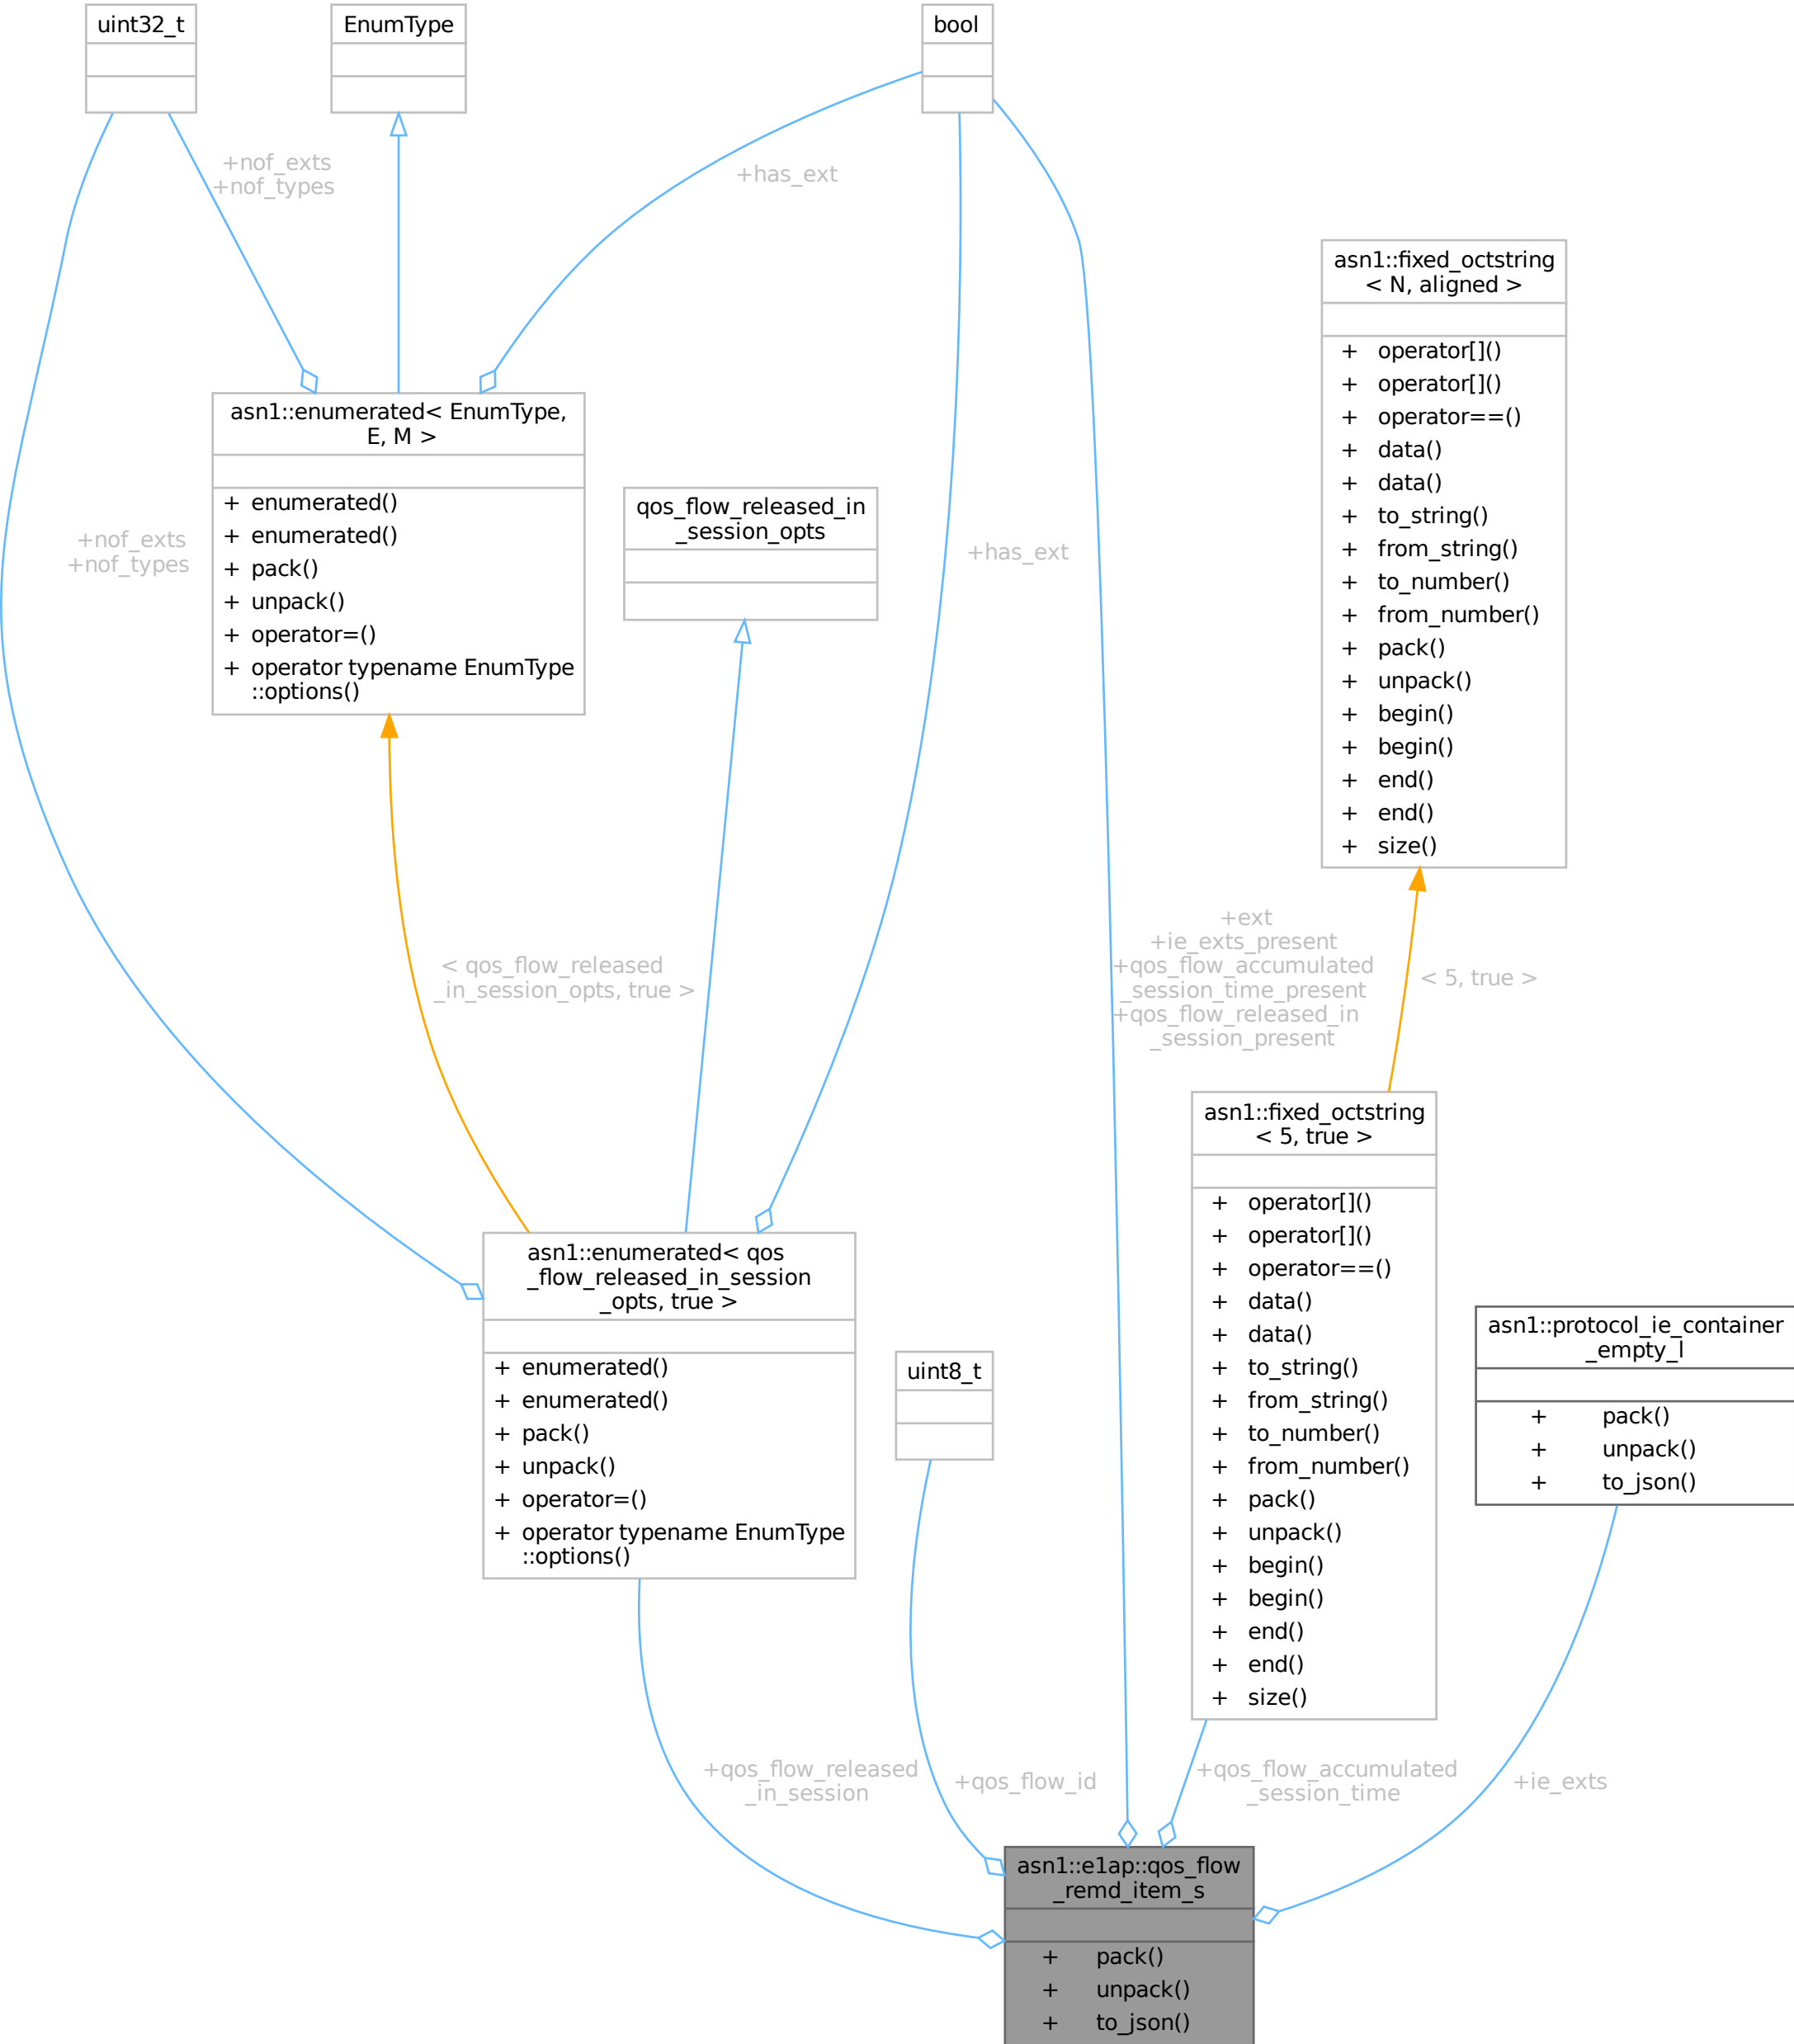 uint32_t
EnumType
bool
+nof_exts
+nof_types
+has_ext
asn1::fixed_octstring
< N, aligned >
+ operator[]()
+ operator[]()
+ operator==()
+ data()
+ data()
+ to_string()
+ from_string()
+ to_number()
+ from_number()
+ pack()
+ unpack()
+ begin()
+ begin()
+ end()
+ end()
+ size()
asn1::enumerated< EnumType,
E, M >
+ enumerated()
+ enumerated()
+ pack()
+ unpack()
+ operator=()
+ operator typename EnumType
::options()
qos_flow_released_in
_session_opts
+nof_exts
+nof_types
+has_ext
< qos_flow_released
_in_session_opts, true >
+ext
+ie_exts_present
+qos_flow_accumulated
_session_time_present
+qos_flow_released_in
_session_present
< 5, true >
asn1::fixed_octstring
< 5, true >
+ operator[]()
+ operator[]()
+ operator==()
+ data()
+ data()
+ to_string()
+ from_string()
+ to_number()
+ from_number()
+ pack()
+ unpack()
+ begin()
+ begin()
+ end()
+ end()
+ size()
asn1::enumerated< qos
_flow_released_in_session
_opts, true >
+ enumerated()
+ enumerated()
+ pack()
+ unpack()
+ operator=()
+ operator typename EnumType
::options()
uint8_t
asn1::protocol_ie_container
_empty_l
+ pack()
+ unpack()
+ to_json()
+qos_flow_released
_in_session
+qos_flow_id
+qos_flow_accumulated
_session_time
+ie_exts
asn1::e1ap::qos_flow
_remd_item_s
+ pack()
+ unpack()
+ to_json()